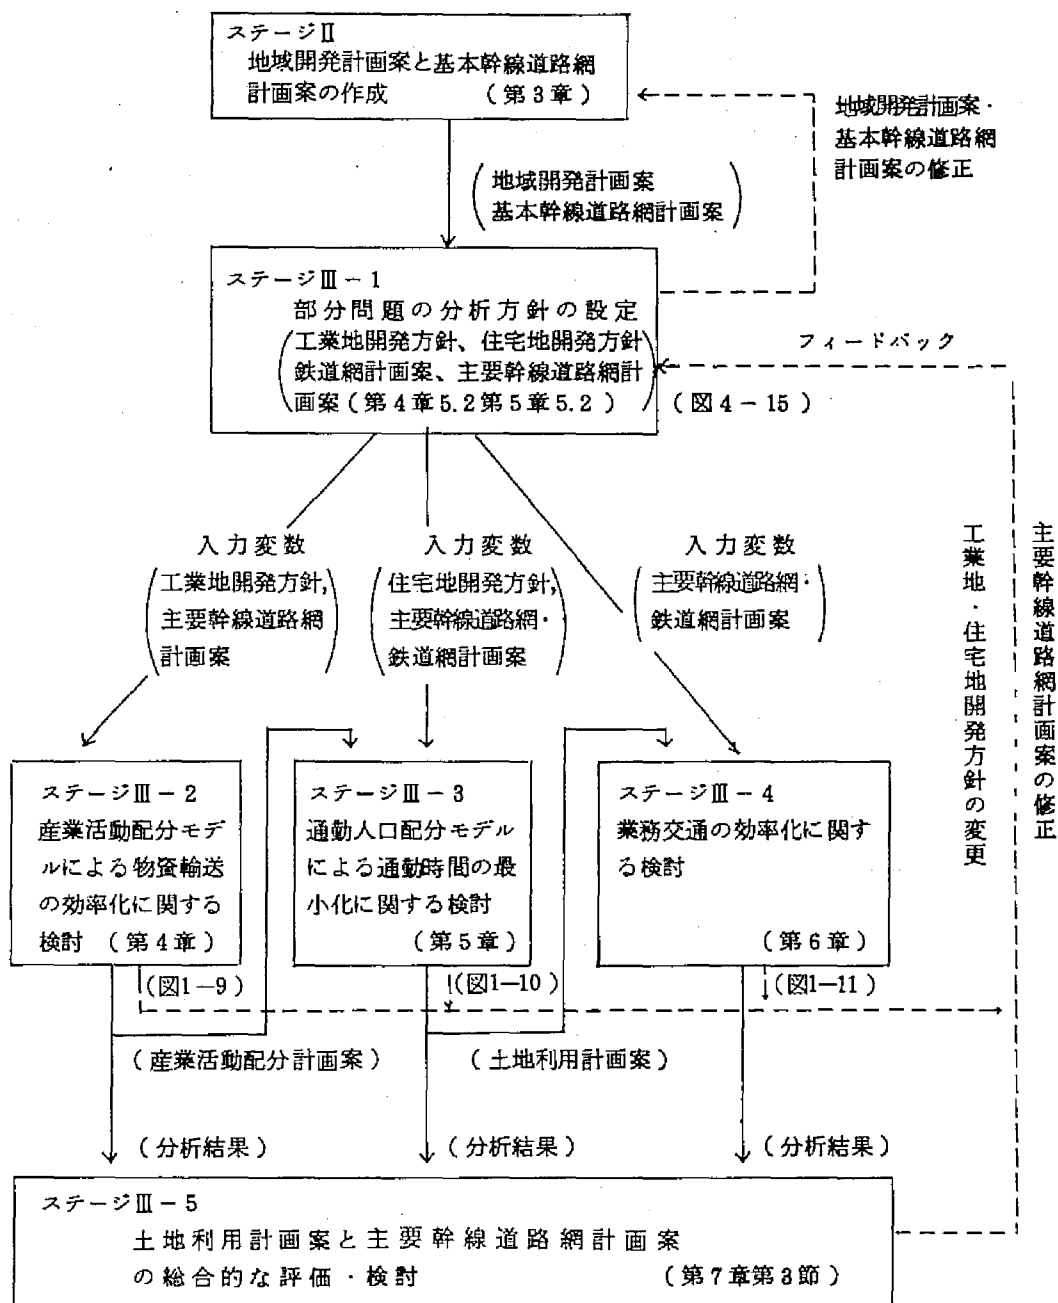 ステージⅡ
地域開発計画案と基本幹線道路網
計画案の作成　（第3章）
地域開発計画案・
基本幹線道路網
計画案の修正
地域開発計画案
基本幹線道路網計画案
ステージⅢ－1
部分問題の分析方針の設定
工業地開発方針、住宅地開発方針
鉄道網計画案、主要幹線道路網計
画案（第4章5.2第5章5.2）
フィードバック
（図4－15）
入力変数
工業地開発方針，
主要幹線道路網
計画案
入力変数
住宅地開発方針，
主要幹線道路網・
鉄道網計画案
入力変数
主要幹線道路網・
鉄道網計画案
主要幹線道路網計画案の修正
工業地・住宅地開発方針の変更
ステージⅢ－2
産業活動配分モデ
ルによる物資輸送
の効率化に関する
検討（第4章）
ステージⅢ－3
通勤人口配分モデル
による通動時間の最
小化に関する検討
（第5章）
ステージⅢ－4
業務交通の効率化に関す
る検討
（第6章）
（図1－9）
（図1－10）
（図1－11）
（産業活動配分計画案）
（土地利用計画案）
（分析結果）
（分析結果）
（分析結果）
ステージⅢ－5
土地利用計画案と主要幹線道路網計画案
の総合的な評価・検討　（第7章第3節）